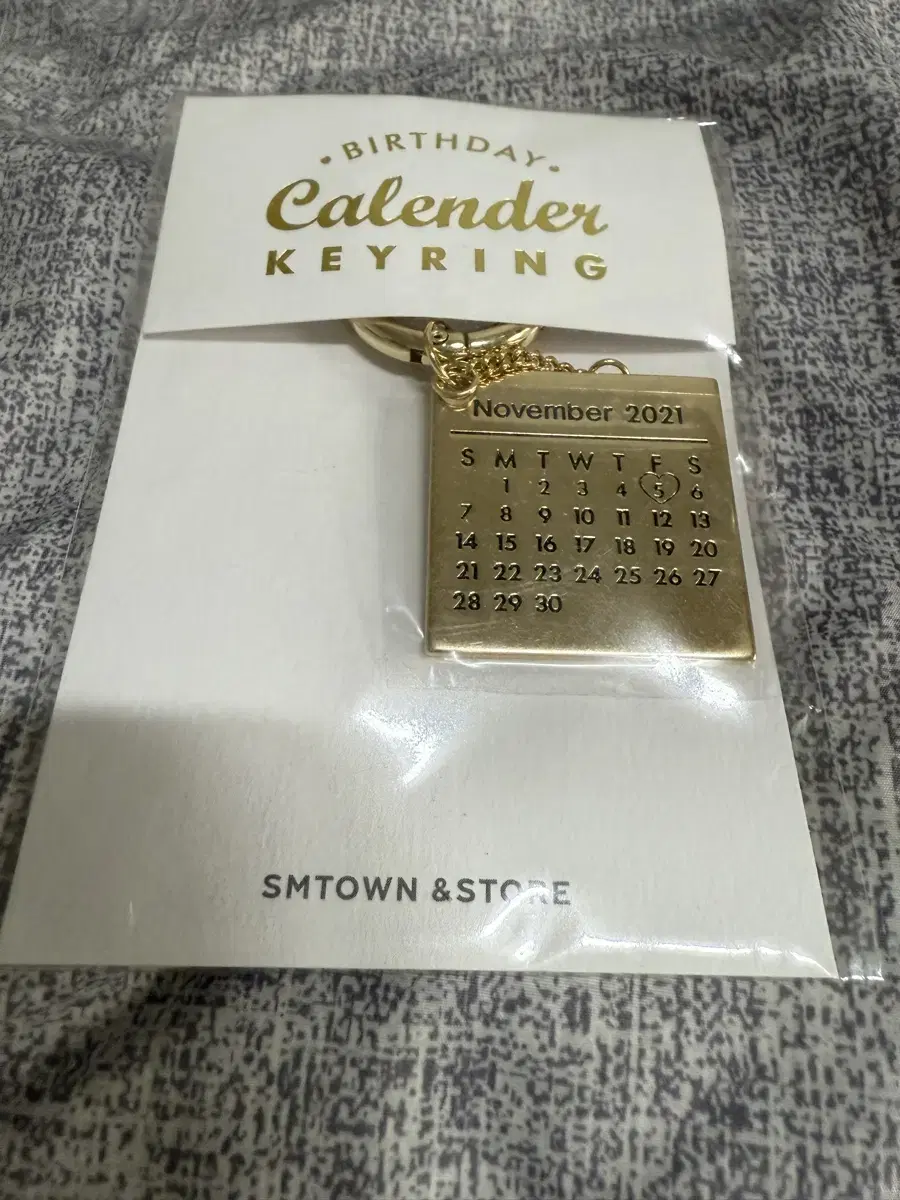 • BIRTHDAY •
Calender
KEYRING
November 2021
S M T W T F S
1 2 3 4 5 6
7 8 9 10 11 12 13
14 15 16 17 18 19 20
21 22 23 24 25 26 27
28 29 30
SMTOWN &STORE